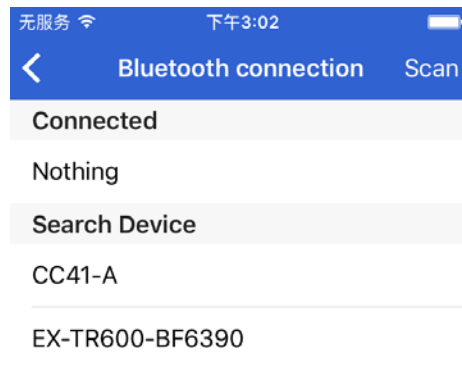 无服务 下午3:02
Bluetooth connection Scan
Connected
Nothing
Search Device
CC41-A
EX-TR600-BF6390